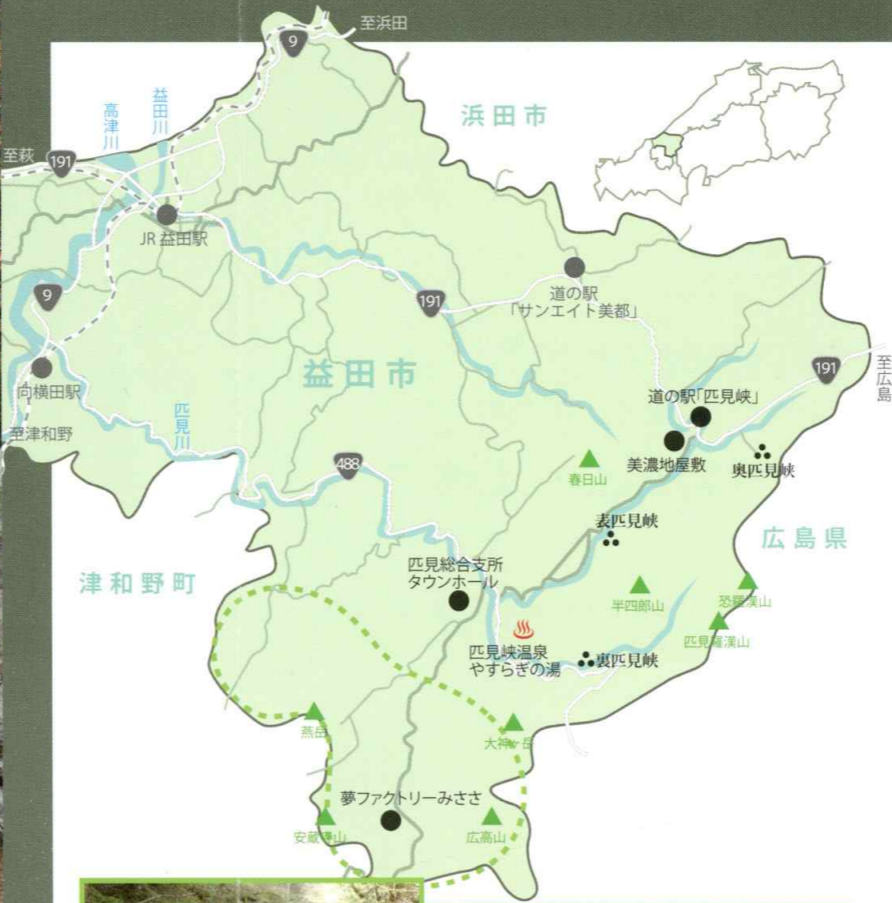 至浜田
9
益田川
高津川
浜田市
至萩
191
JR 益田駅
道の駅
「サンエイト美都」
9
191
益田市
191
至広島
向横田駅
道の駅「匹見峡」
至津和野
匹見川
美濃地屋敷
奥匹見峡
488
春日山
表匹見峡
広島県
匹見総合支所
タウンホール
津和野町
半四郎山
恐羅漢山
匹見羅漢山
匹見峡温泉
やすらぎの湯
裏匹見峡
燕岳
大神ヶ岳
夢ファクトリーみささ
安蔵寺山
広高山